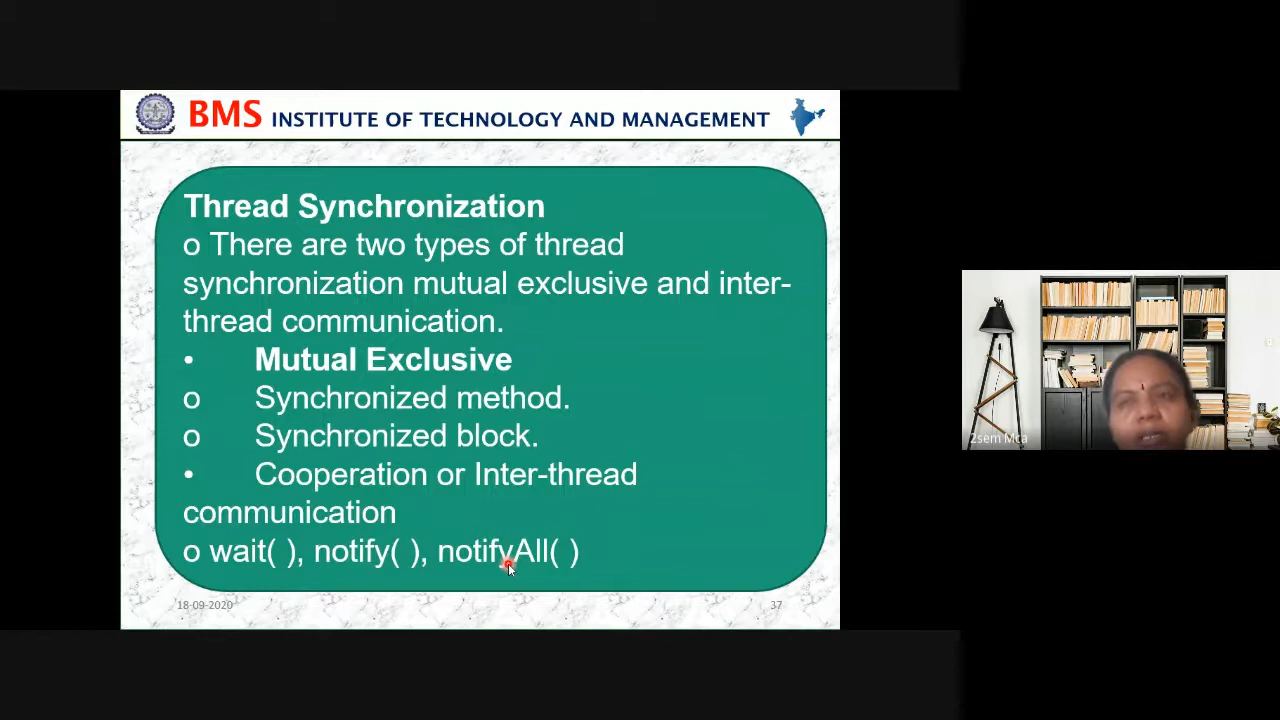 BMS INSTITUTE OF TECHNOLOGY AND MANAGEMENT
Thread Synchronization
o There are two types of thread
synchronization mutual exclusive and inter-
thread communication.
• Mutual Exclusive
o Synchronized method.
o Synchronized block.
• Cooperation or Inter-thread
communication
o wait( ), notify( ), notifyAll( )
18-09-2020
37
2sem Mca